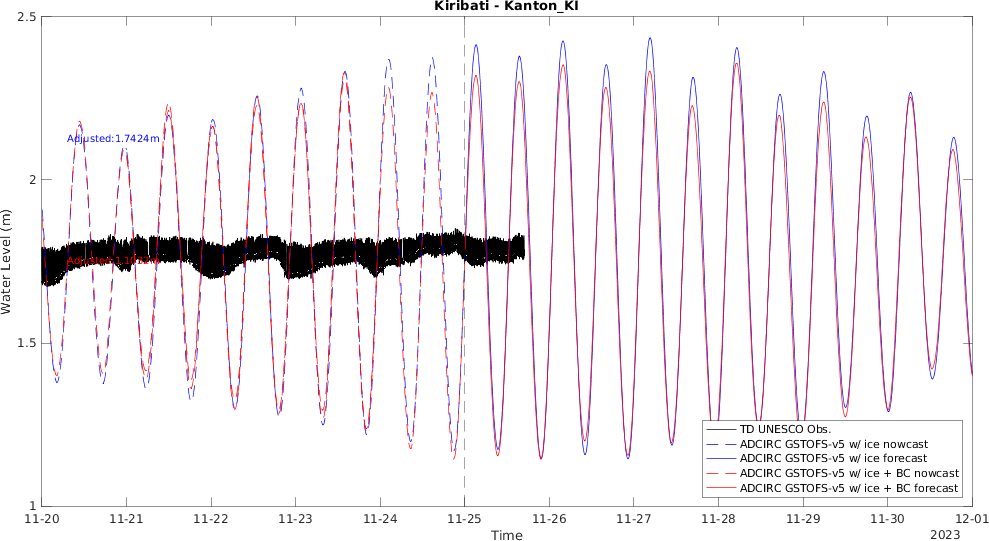 Kiribati - Kanton_KI
2.5
2
1.5
1
Water Level (m)
Adjusted:1.7424m
TD UNESCO Obs.
ADCIRC GSTOFS-v5 w/ ice nowcast
ADCIRC GSTOFS-v5 w/ ice forecast
ADCIRC GSTOFS-v5 w/ ice + BC nowcast
ADCIRC GSTOFS-v5 w/ ice + BC forecast
11-20 11-21 11-22 11-23 11-24 11-25 11-26 11-27 11-28 11-29 11-30 12-01
Time
2023